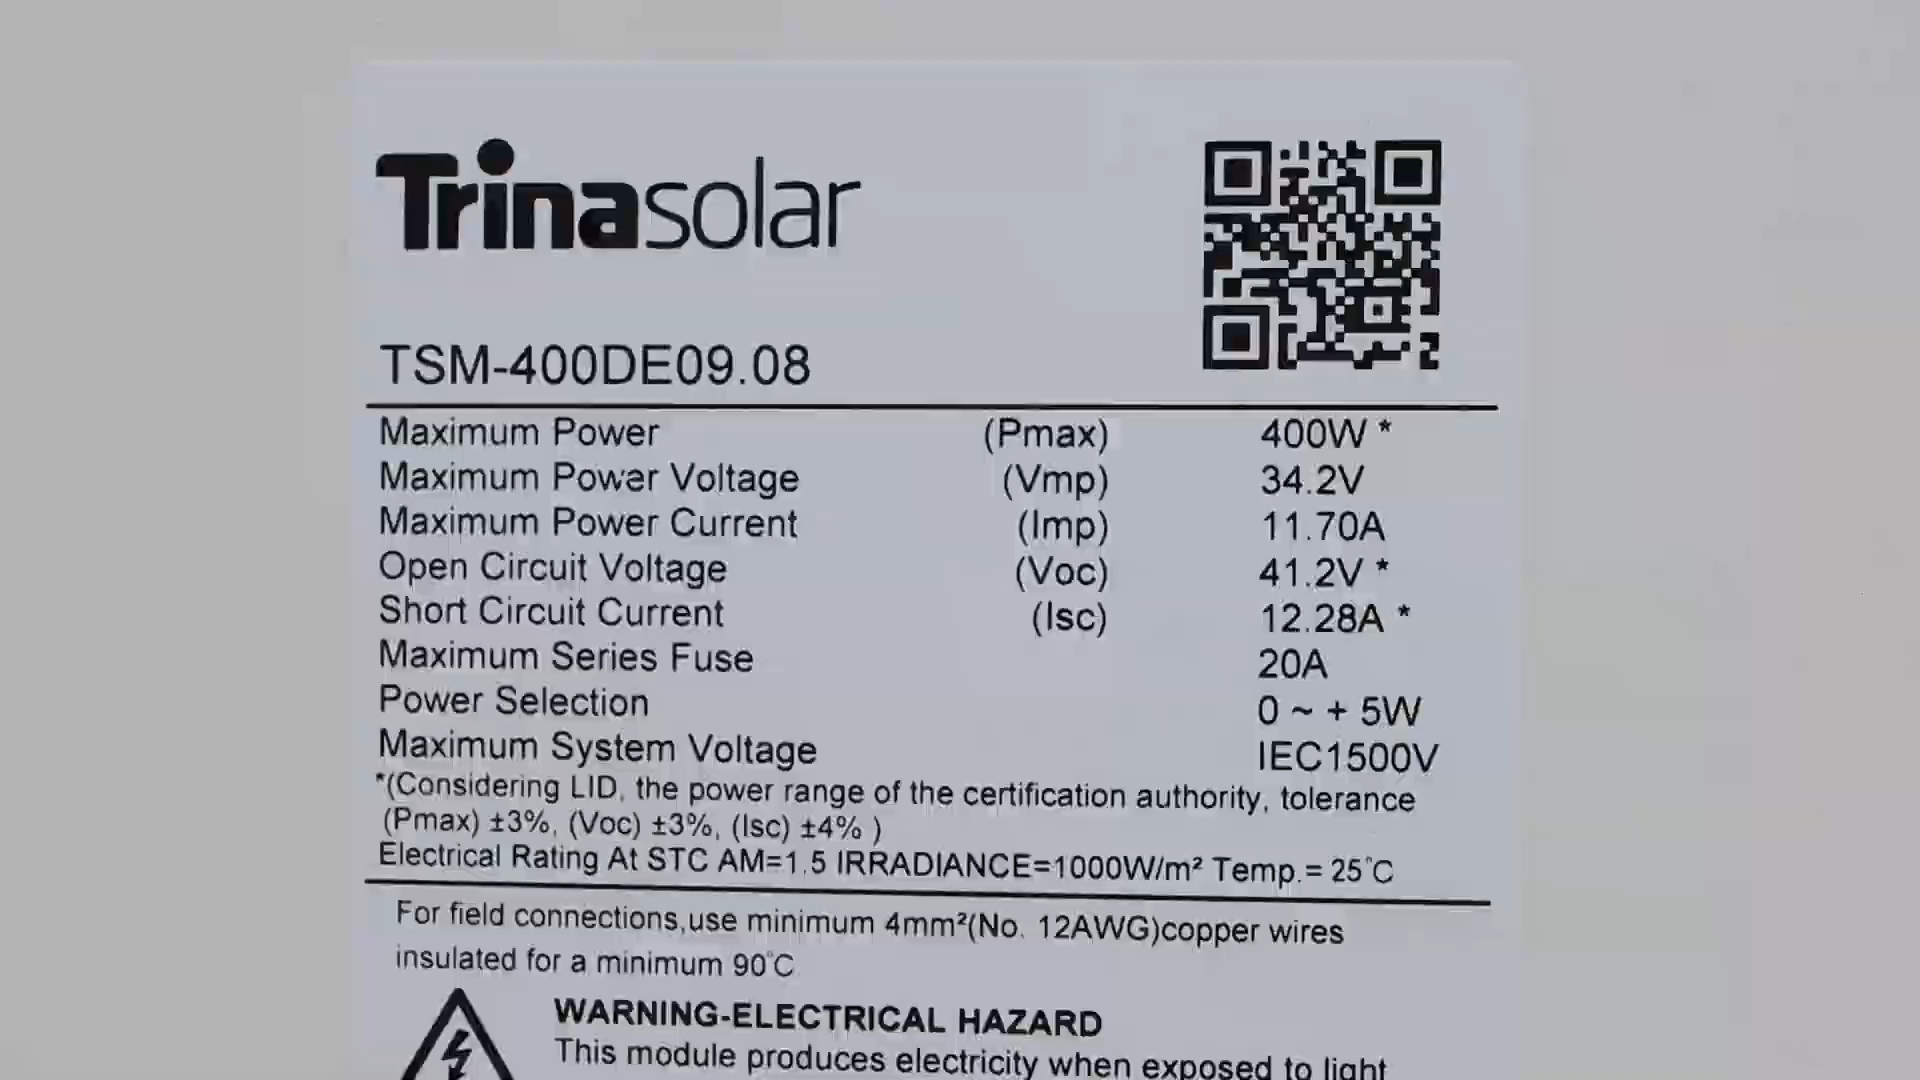 Trinasolar
TSM-400DE09.08
Maximum Power (Pmax) 400W *
Maximum Power Voltage (Vmp) 34.2V
Maximum Power Current (Imp) 11.70A
Open Circuit Voltage (Voc) 41.2V *
Short Circuit Current (Isc) 12.28A *
Maximum Series Fuse 20A
Power Selection 0 ~ + 5W
Maximum System Voltage IEC1500V
*(Considering LID, the power range of the certification authority, tolerance
(Pmax) ±3%, (Voc) ±3%, (Isc) ±4% )
Electrical Rating At STC AM=1.5 IRRADIANCE=1000W/m² Temp.= 25°C
For field connections,use minimum 4mm²(No. 12AWG)copper wires
insulated for a minimum 90°C
WARNING-ELECTRICAL HAZARD
This module produces electricity when exposed to light